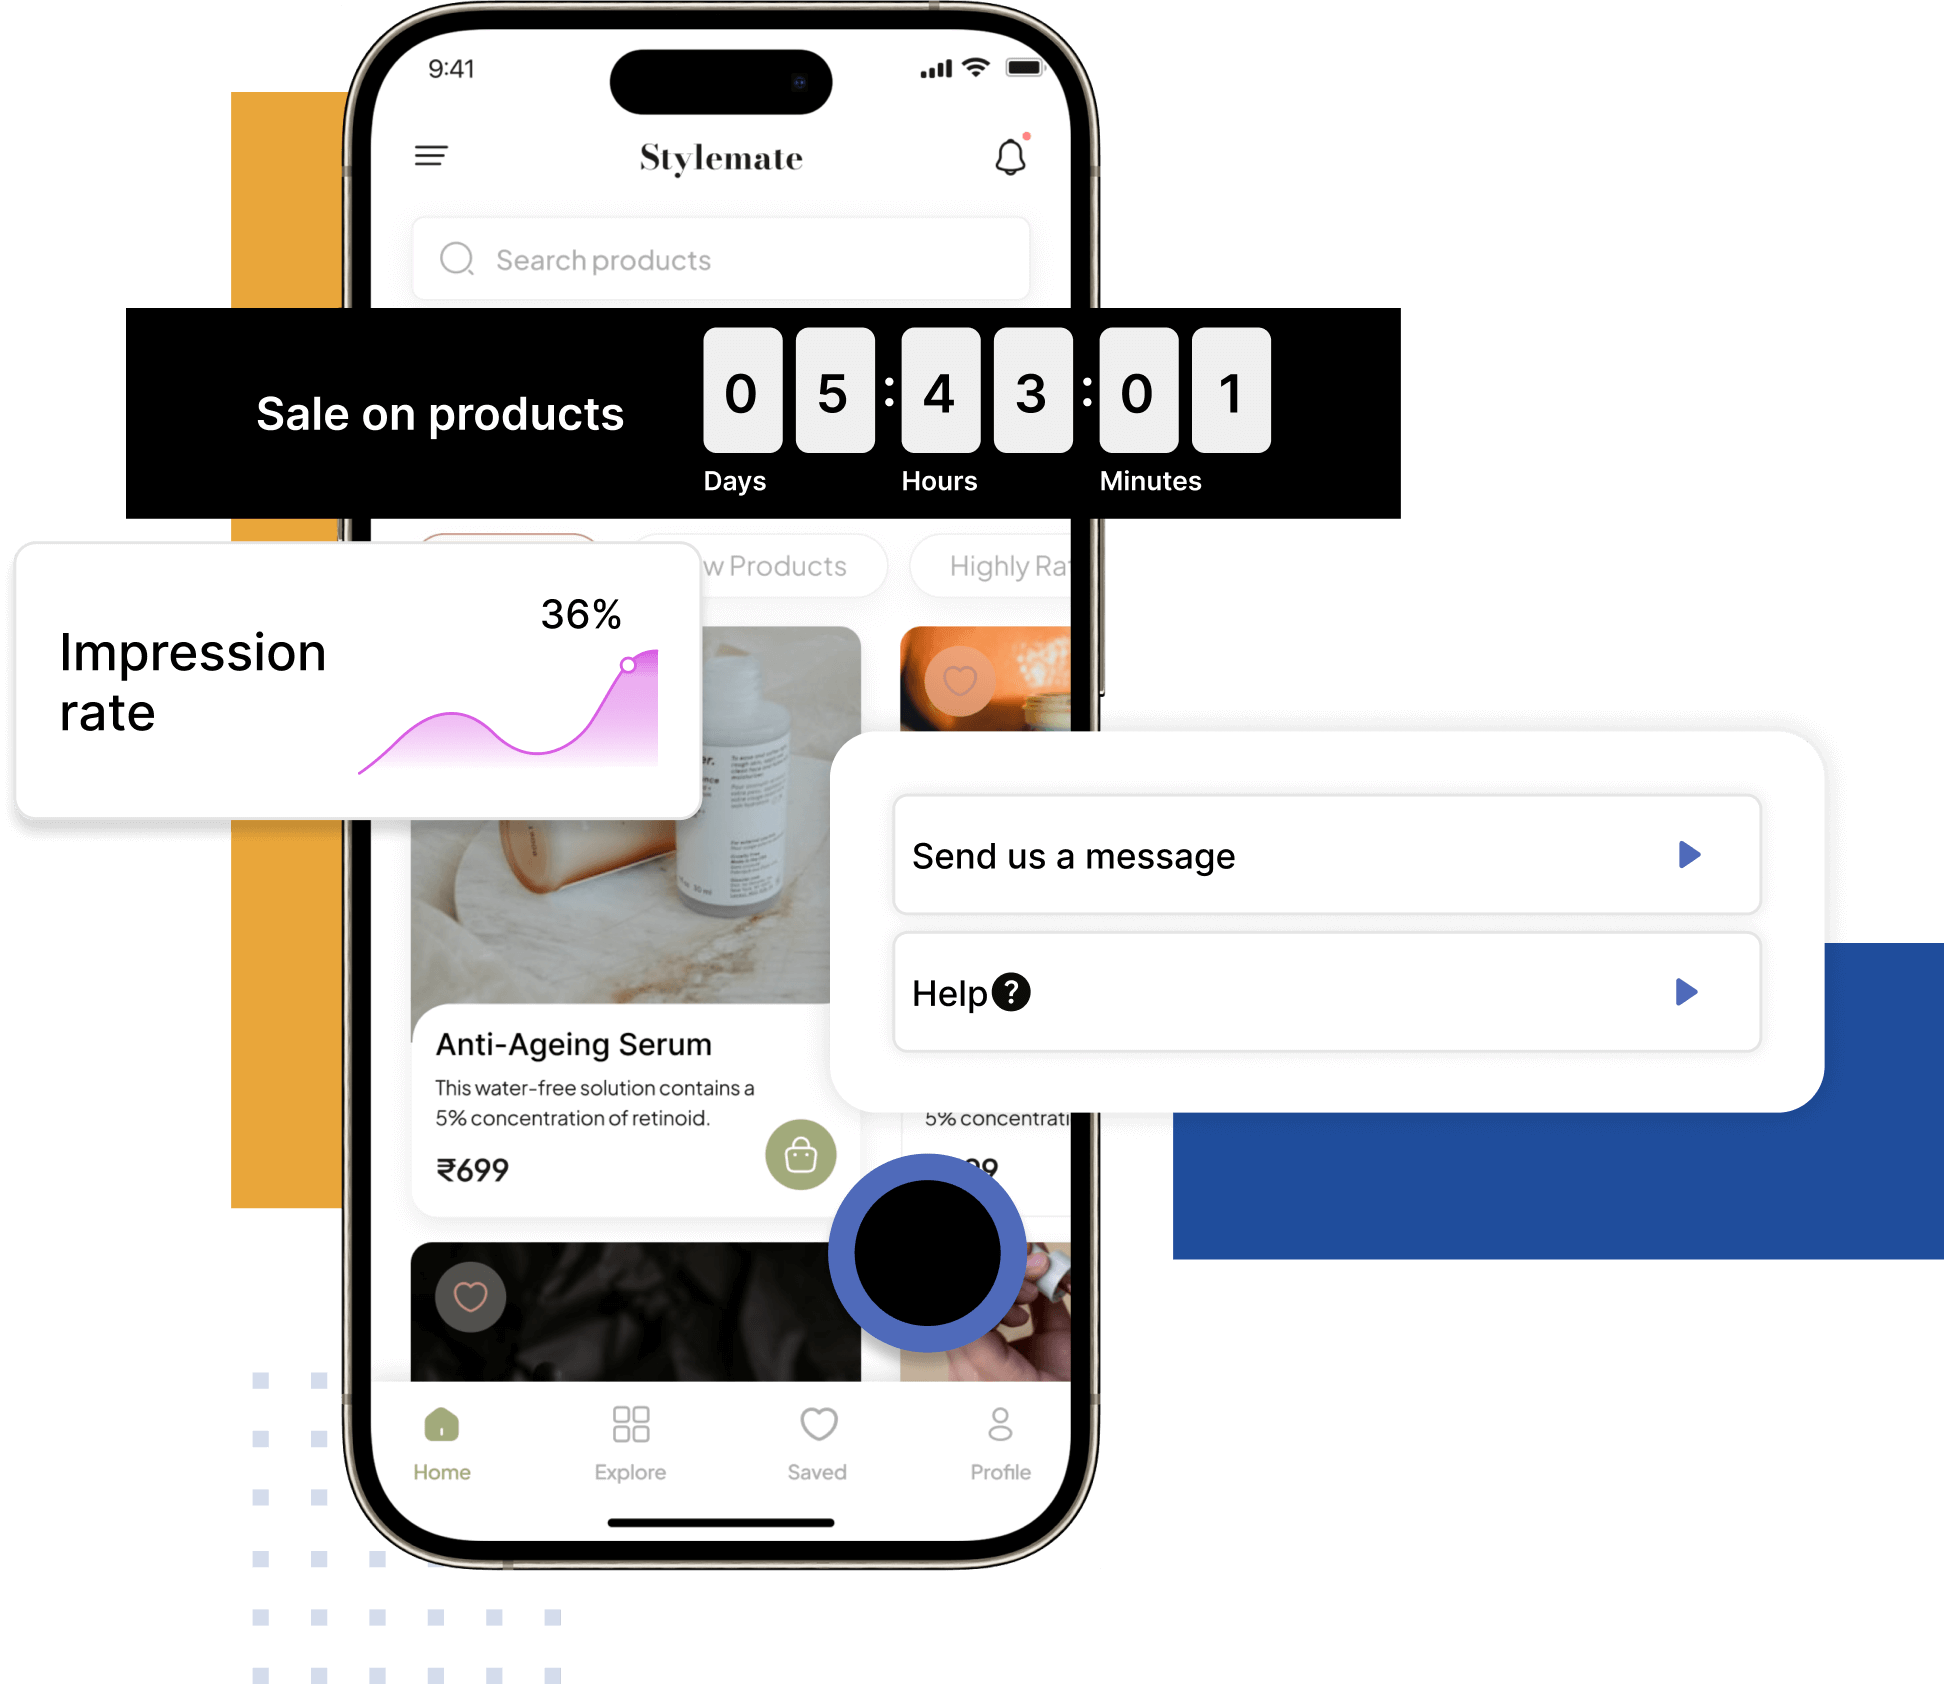 9:41
Stylemate
Search products
Sale on products
0 5 : 4 3 : 0 1
Days Hours Minutes
w Products
Highly Ra
36%
Impression
rate
Send us a message
Help?
Anti-Ageing Serum
This water-free solution contains a
5% concentration of retinoid.
₹699
5% concentrati
99
Home
Explore
Saved
Profile